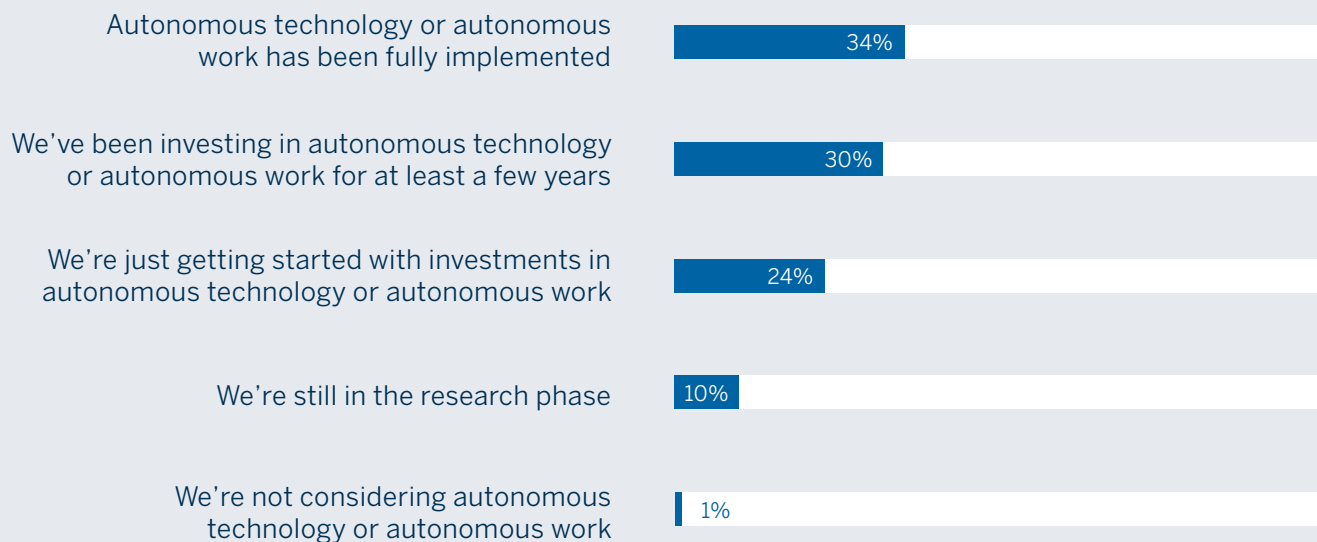 Autonomous technology or autonomous
work has been fully implemented
34%
We’ve been investing in autonomous technology
or autonomous work for at least a few years
30%
We’re just getting started with investments in
autonomous technology or autonomous work
24%
We’re still in the research phase
10%
We’re not considering autonomous
technology or autonomous work
1%